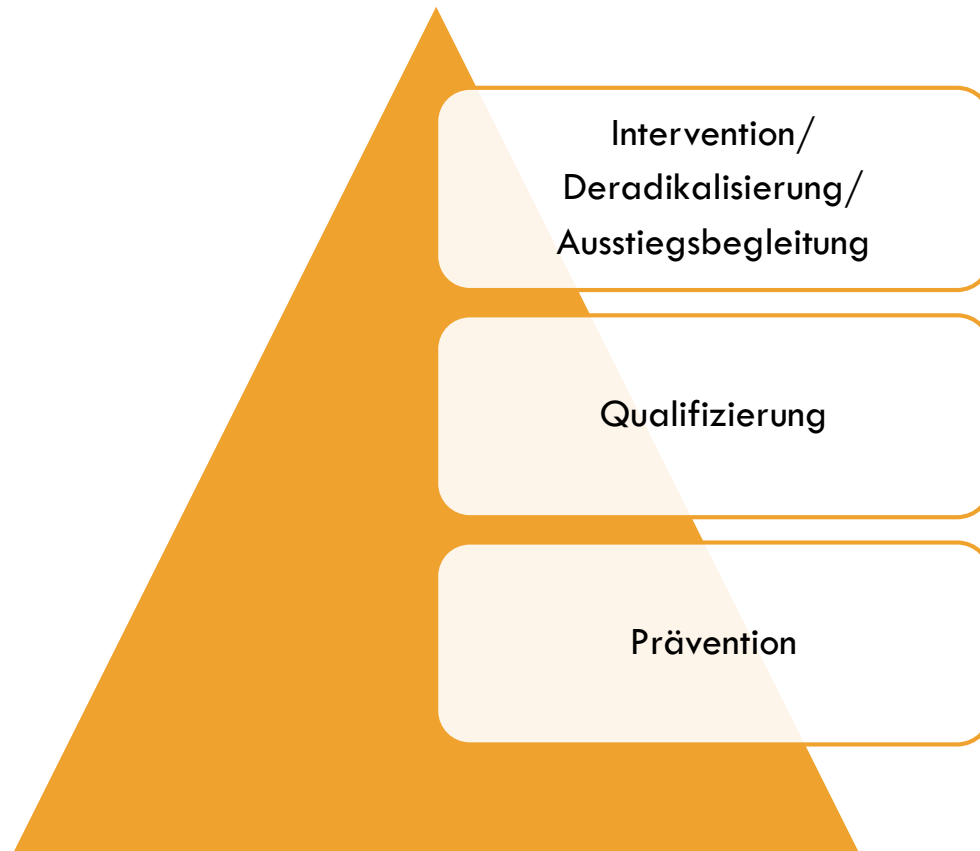 Intervention/
Deradikalisierung/
Ausstiegsbegleitung
Qualifizierung
Prävention